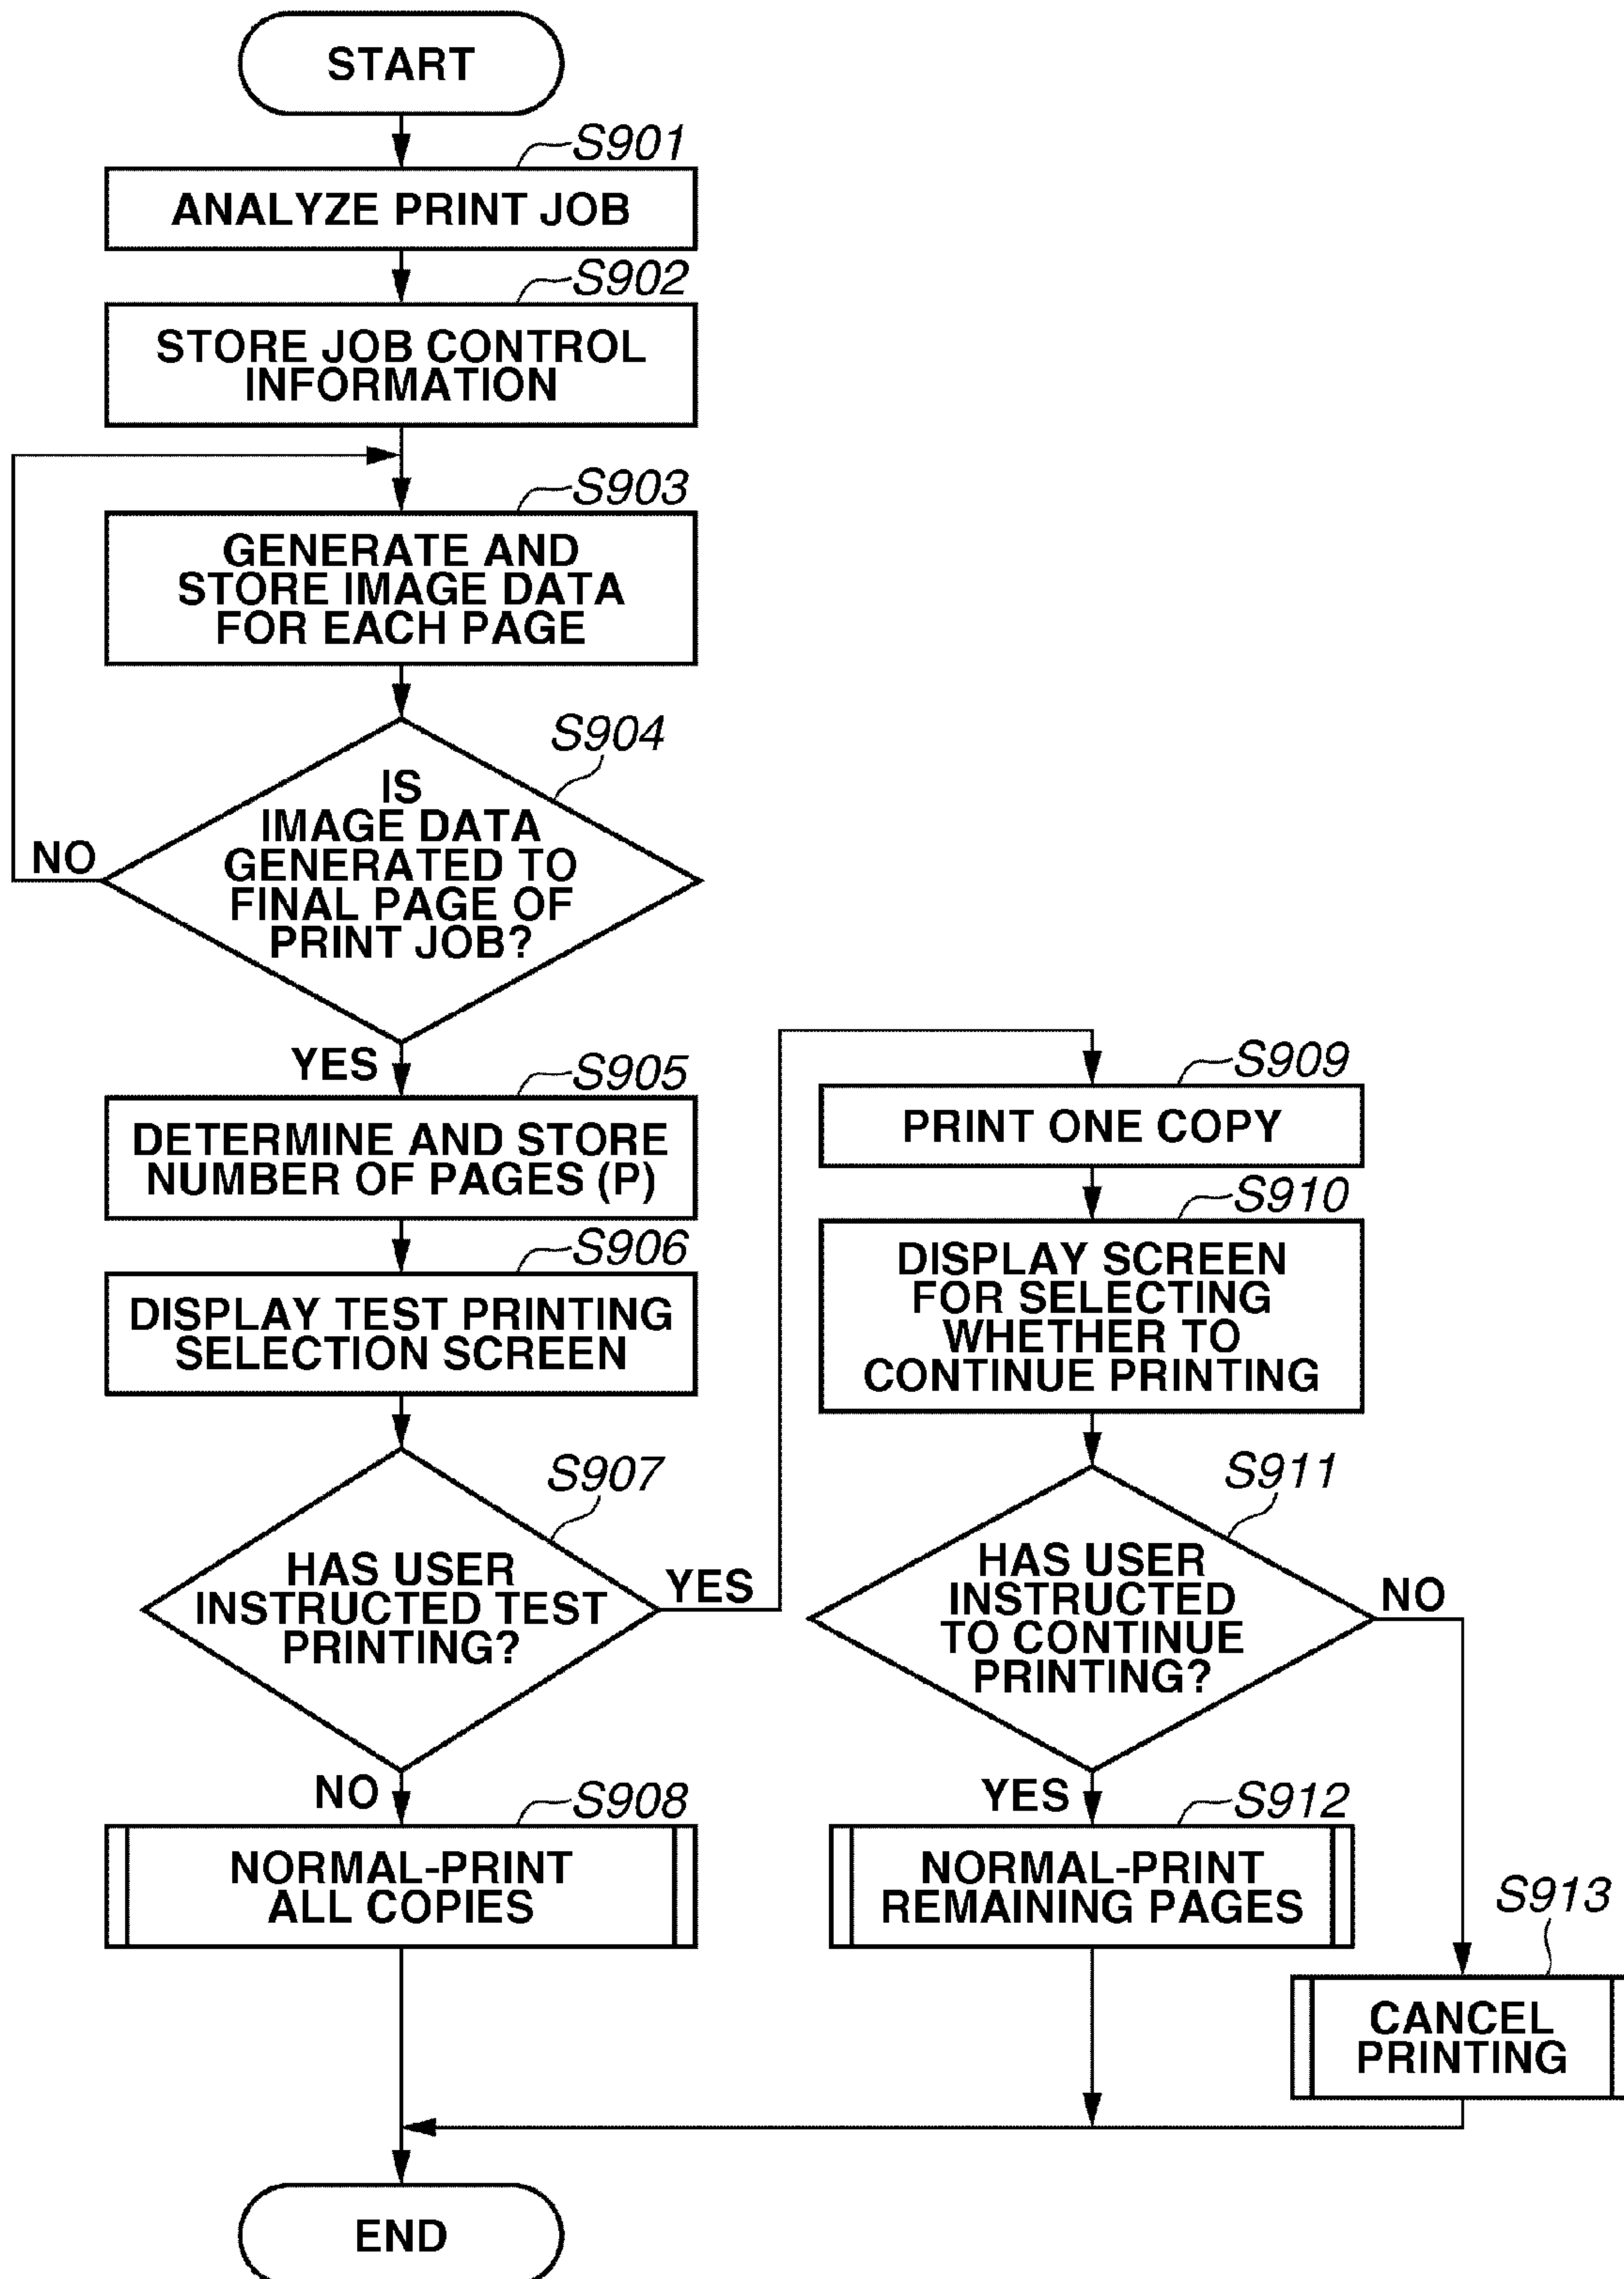 START
S901
ANALYZE PRINT JOB
S902
STORE JOB CONTROL
INFORMATION
S903
GENERATE AND
STORE IMAGE DATA
FOR EACH PAGE
S904
IS
IMAGE DATA
GENERATED TO
FINAL PAGE OF
PRINT JOB?
NO
YES
S905
DETERMINE AND STORE
NUMBER OF PAGES (P)
S906
DISPLAY TEST PRINTING
SELECTION SCREEN
S907
HAS USER
INSTRUCTED TEST
PRINTING?
YES
NO
S908
NORMAL-PRINT
ALL COPIES
S909
PRINT ONE COPY
S910
DISPLAY SCREEN
FOR SELECTING
WHETHER TO
CONTINUE PRINTING
S911
HAS USER
INSTRUCTED
TO CONTINUE
PRINTING?
NO
YES
S912
NORMAL-PRINT
REMAINING PAGES
S913
CANCEL
PRINTING
END